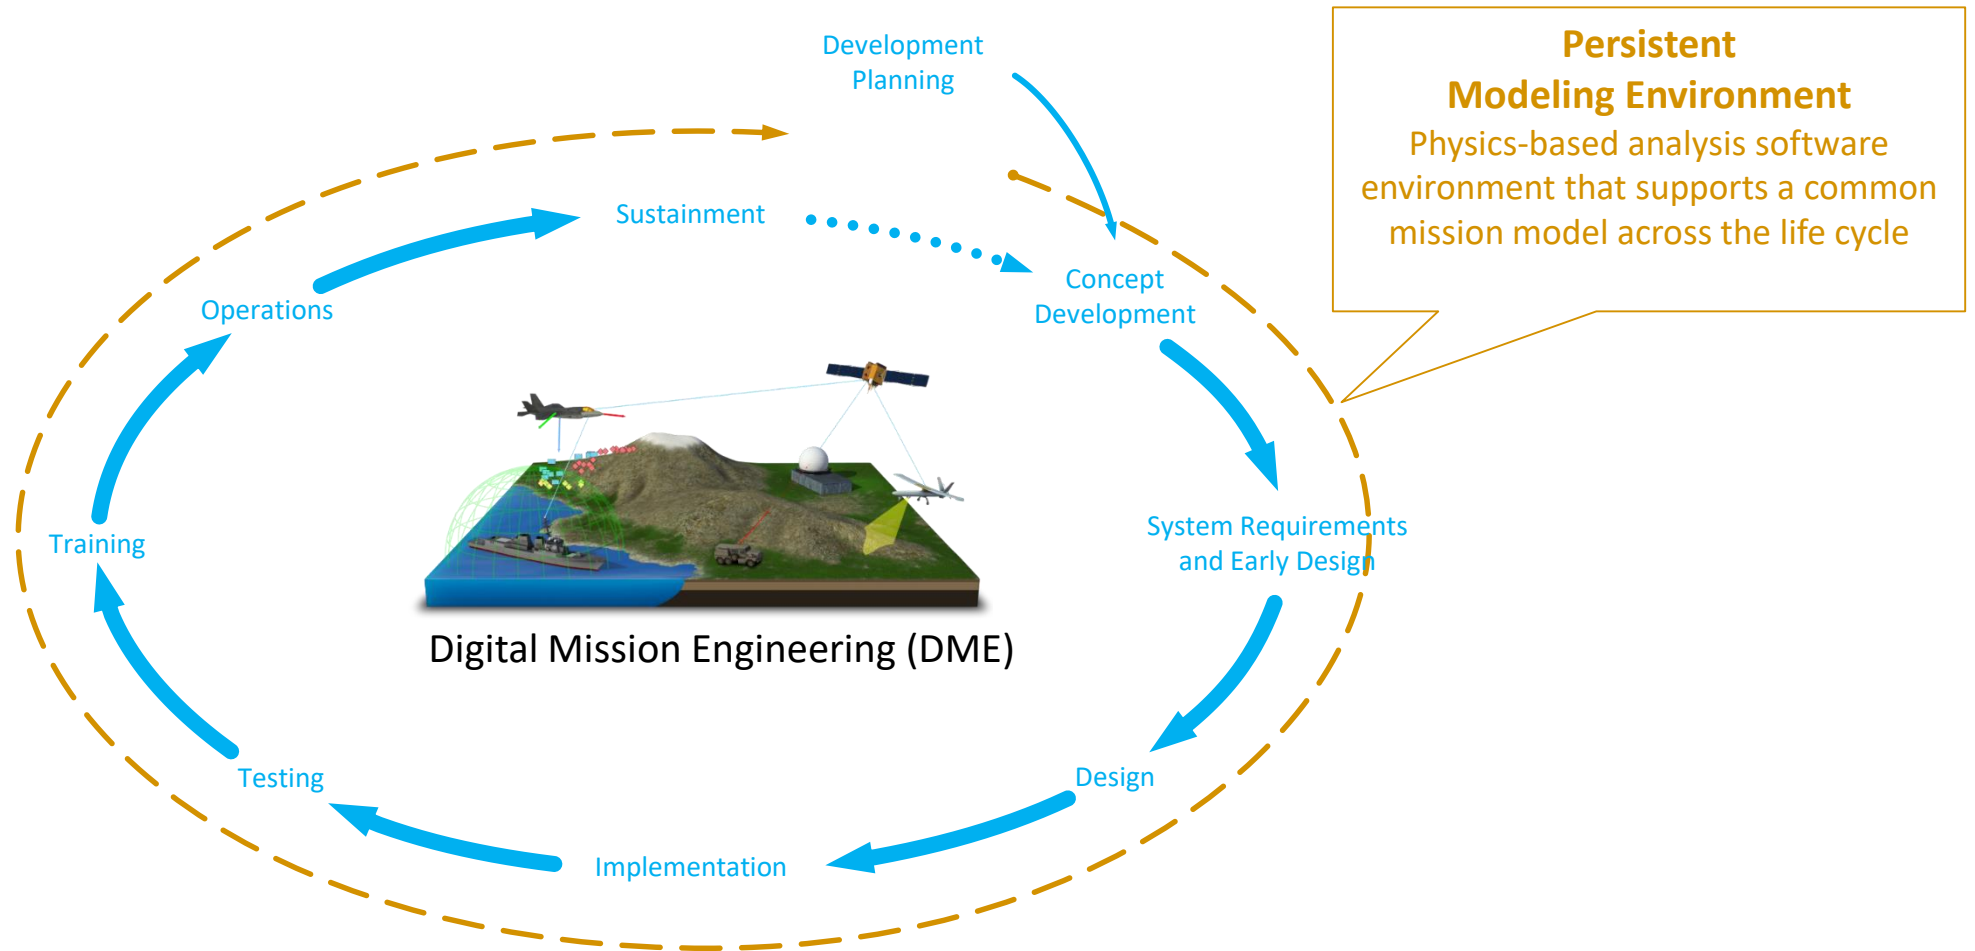 Development
Planning
Persistent
Modeling Environment
Physics-based analysis software
environment that supports a common
mission model across the life cycle
Sustainment
Concept
Development
Operations
System Requirements
and Early Design
Training
Digital Mission Engineering (DME)
Design
Testing
Implementation